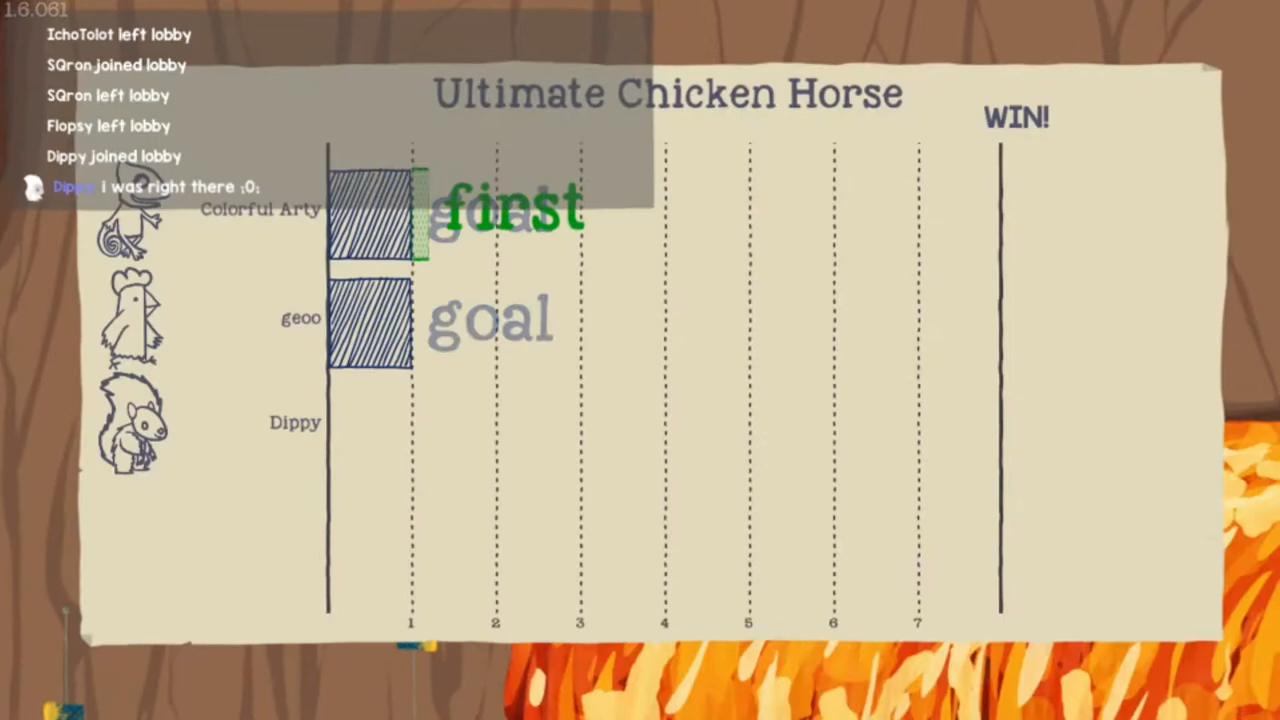 1.6.061
IchoTolot left lobby
SQron joined lobby
SQron left lobby
Flopsy left lobby
Dippy joined lobby
Dippy i was right there ;0;
Ultimate Chicken Horse
WIN!
Colorful Arty
goal
first
geoo
goal
Dippy
1 2 3 4 5 6 7